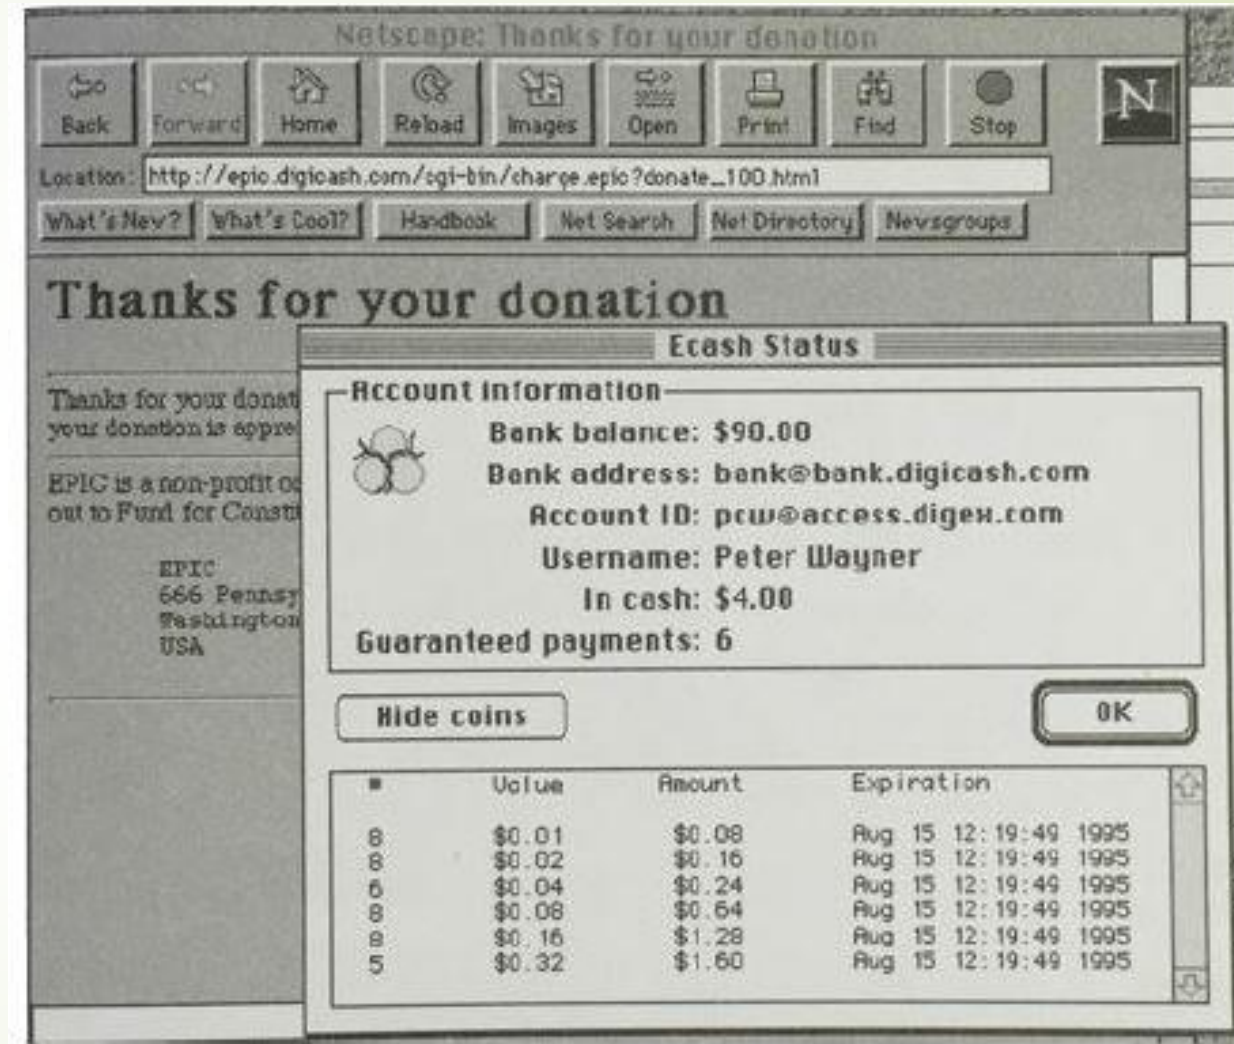 Netscape: Thanks for your donation
Back Forward Home Reload Images Open Print Find Stop N
Location: http://epic.digicash.com/cgi-bin/charge.epic?donate_100.html
What's New? What's Cool? Handbook Net Search Net Directory Newsgroups
Thanks for your donation
Thanks for your donat
your donation is appre
EPIC is a non-profit
out to Fund for Constit
EPIC
666 Pennsy
Washington
USA
Ecash Status
Account information
Bank balance: $90.00
Bank address: bank@bank.digicash.com
Account ID: pcw@access.digex.com
Username: Peter Wayner
In cash: $4.00
Guaranteed payments: 6
Hide coins OK
# Value Amount Expiration
8 $0.01 $0.08 Aug 15 12:19:49 1995
8 $0.02 $0.16 Aug 15 12:19:49 1995
6 $0.04 $0.24 Aug 15 12:19:49 1995
8 $0.08 $0.64 Aug 15 12:19:49 1995
8 $0.16 $1.28 Aug 15 12:19:49 1995
5 $0.32 $1.60 Aug 15 12:19:49 1995